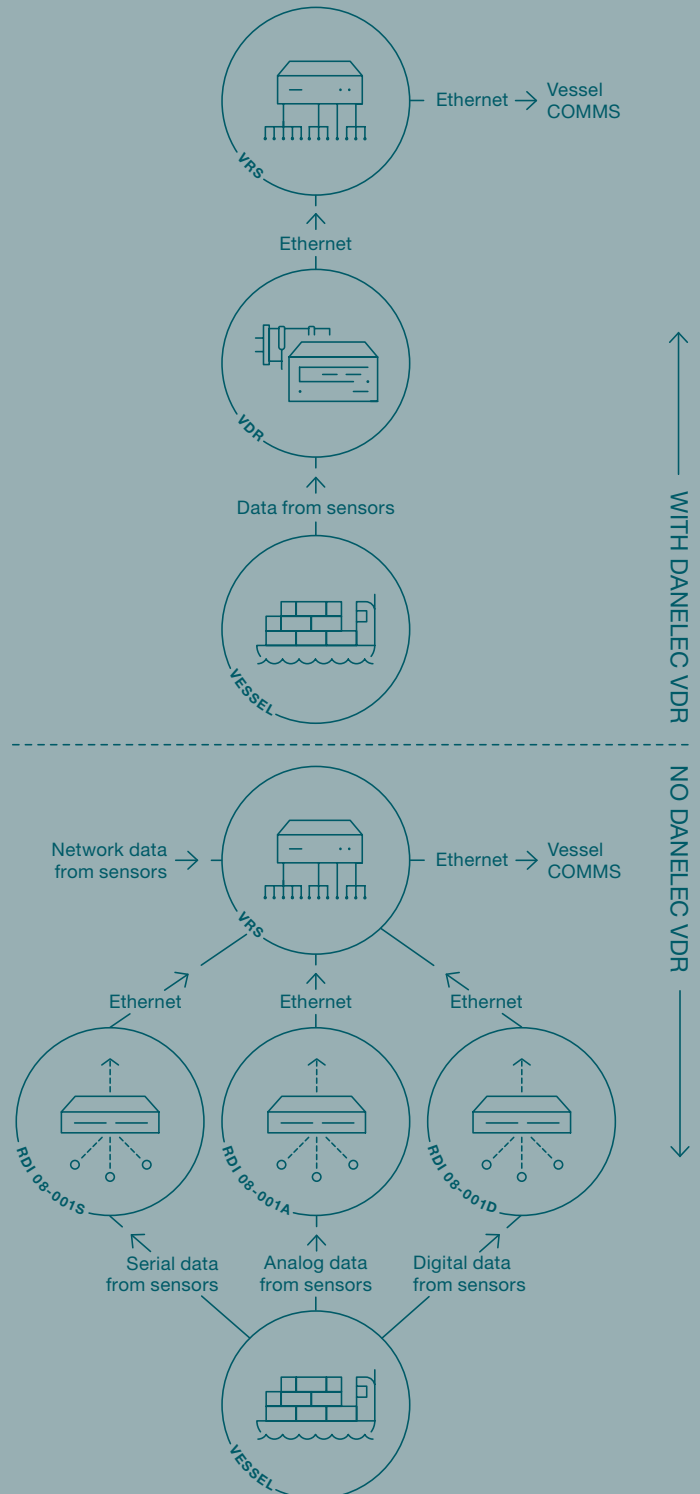 Ethernet
Vessel
COMMS
VRS
Ethernet
VDR
Data from sensors
VESSEL
WITH DANELEC VDR
NO DANELEC VDR
Network data
from sensors
Ethernet
Vessel
COMMS
VRS
Ethernet
Ethernet
Ethernet
RDI 08-001S
RDI 08-001A
RDI 08-001D
Serial data
from sensors
Analog data
from sensors
Digital data
from sensors
VESSEL